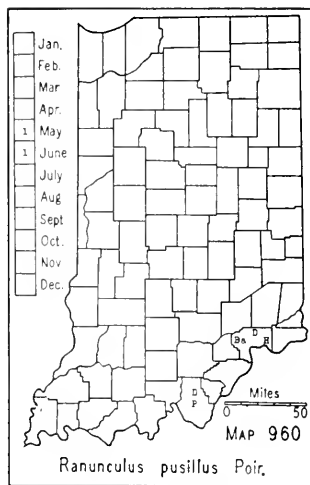 Jan.
Feb.
Mar
Apr.
1 May
1 June
July
Aug
Sept
Oct.
Nov
Dec.
D
Ba H
D
P
Miles
0 50
MAP 960
Ranunculus pusillus Poir.